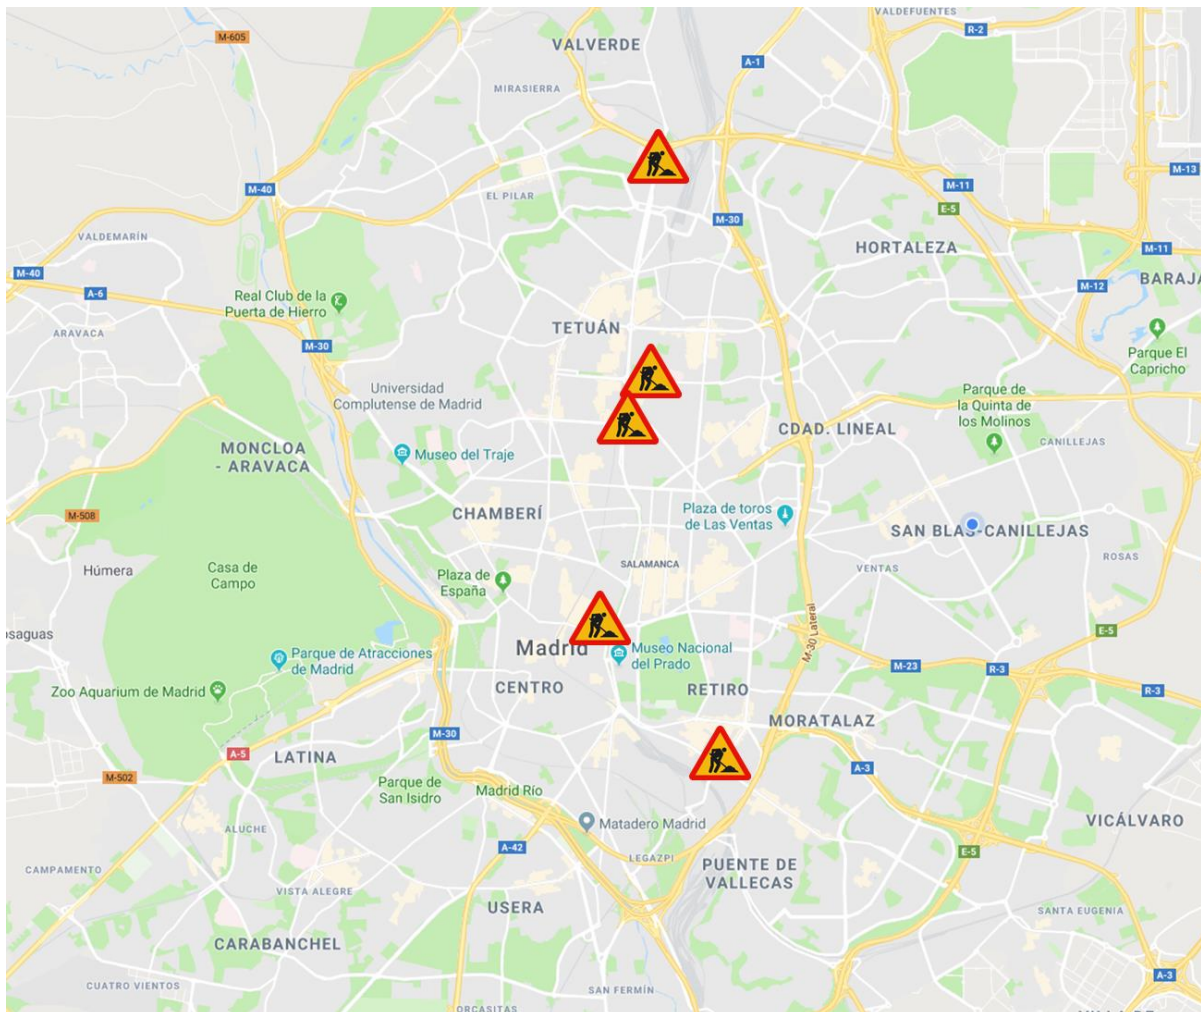 VALDEFUENTES
M-605
R-2
VALVERDE
A-1
MIRASIERRA
M-40
EL PILAR
M-11
M-13
E-5
M-30
VALDEMARÍN
HORTALEZA
M-11
M-40
A-6
M-12
BARAJA
Real Club de la
Puerta de Hierro
TETUÁN
ARAVACA
M-30
Parque El
Capricho
Universidad
Complutense de Madrid
Parque de
la Quinta de
los Molinos
CDAD. LINEAL
CANILLEJAS
MONCLOA
- ARAVACA
Museo del Traje
M-508
CHAMBERÍ
Plaza de toros
de Las Ventas
SAN BLAS-CANILLEJAS
ROSAS
Húmera
Casa de
Campo
Plaza de
España
SALAMANCA
VENTAS
osaguas
M-30 Lateral
E-5
Madrid
Museo Nacional
del Prado
Parque de Atracciones
de Madrid
M-23
R-3
R-3
Zoo Aquarium de Madrid
CENTRO
RETIRO
MORATALAZ
M-30
A-5
LATINA
A-3
M-502
Parque de
San Isidro
Madrid Río
Matadero Madrid
VICÁLVARO
ALUCHE
A-42
E-5
LEGAZPI
PUENTE DE
VALLECAS
CAMPAMENTO
VISTA ALEGRE
USERA
SANTA EUGENIA
CARABANCHEL
A-3
CUATRO VIENTOS
SAN FERMÍN
ORCASITAS